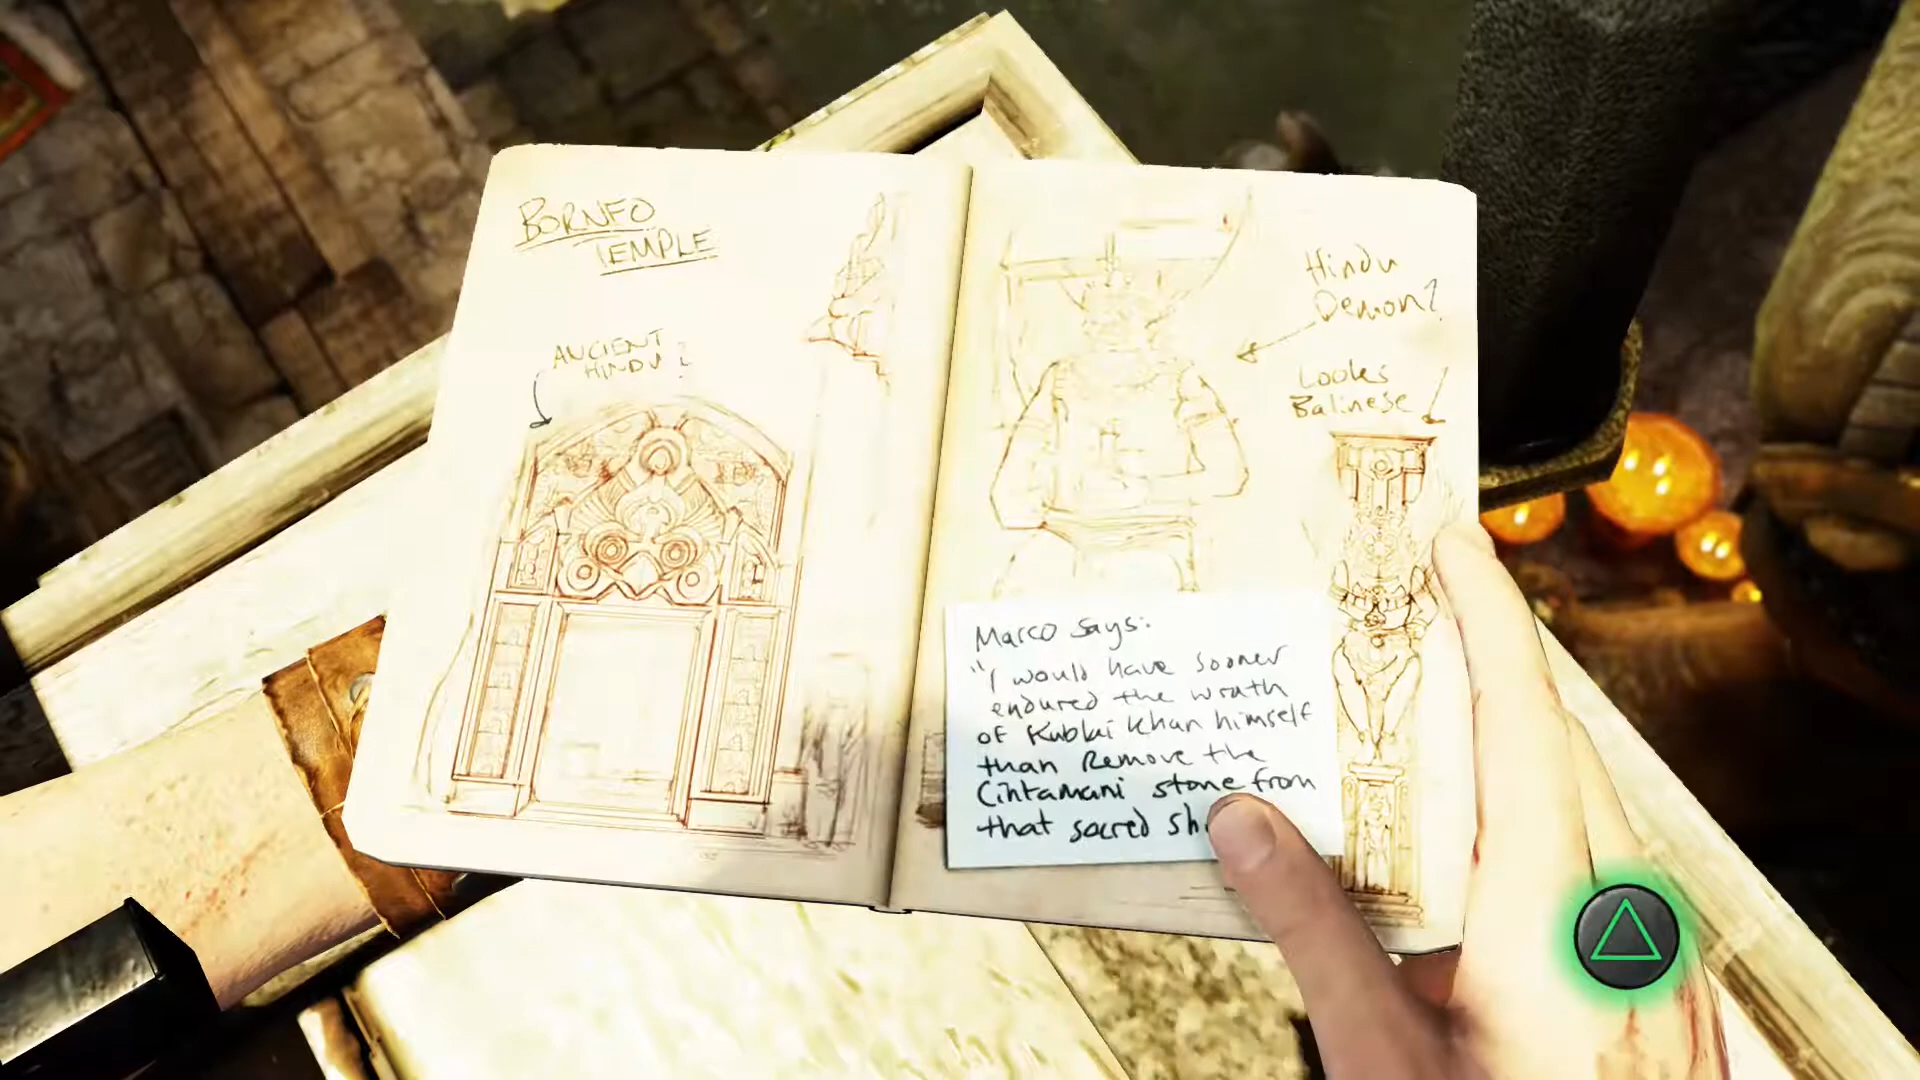 BORNEO
TEMPLE
ANCIENT
HINDU?
Hindu
Demon?
Looks
Balinese
Marco says:
"I would have sooner
endured the wrath
of Kublai Khan himself
than Remove the
Cintamani stone from
that sacred